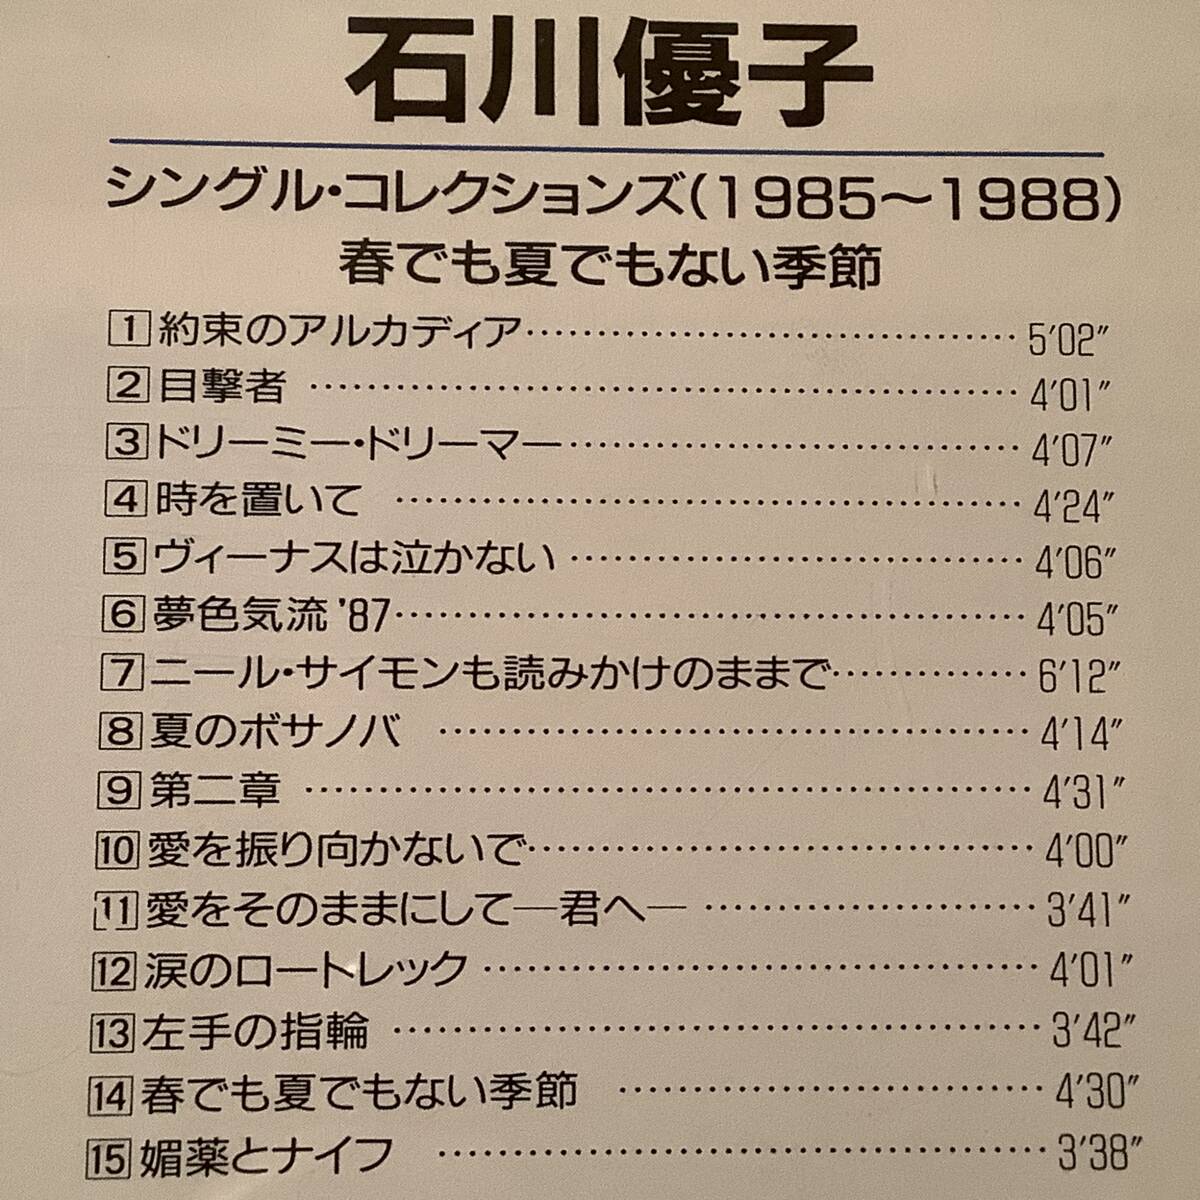 石川優子
シングル・コレクションズ(1985〜1988)
春でも夏でもない季節
1 約束のアルカディア…………………………… 5'02"
2 目撃者 …………………………………………… 4'01"
3 ドリーミー・ドリーマー………………………… 4'07"
4 時を置いて ……………………………………… 4'24"
5 ヴィーナスは泣かない ………………………… 4'06"
6 夢色気流 '87……………………………………… 4'05"
7 ニール・サイモンも読みかけのままで………… 6'12"
8 夏のボサノバ …………………………………… 4'14"
9 第二章 …………………………………………… 4'31"
10 愛を振り向かないで…………………………… 4'00"
11 愛をそのままにして―君へ― ………………… 3'41"
12 涙のロートレック ……………………………… 4'01"
13 左手の指輪 ……………………………………… 3'42"
14 春でも夏でもない季節 ………………………… 4'30"
15 媚薬とナイフ …………………………………… 3'38"